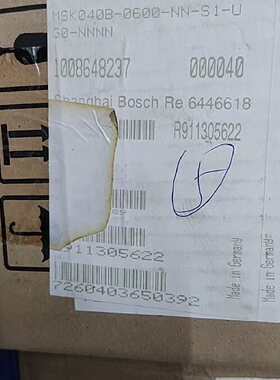 MSK040B-0600-NN-S1-U
G0-NNNN
1008648237 000040
Shanghai Bosch Re 6446618
R911305622
911305622
7260403650392
Made in Germany
Made in Germany